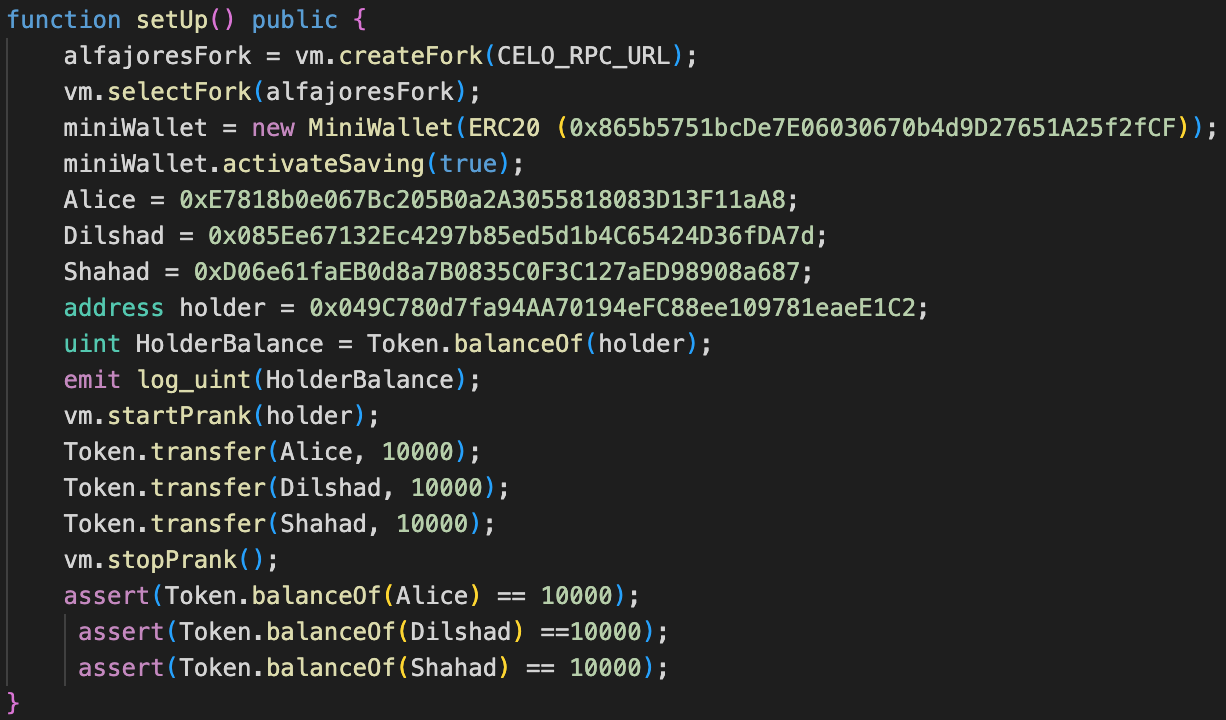 function setUp() public {
alfajoresFork = vm.createFork(CELO_RPC_URL);
vm.selectFork(alfajoresFork);
miniWallet = new MiniWallet(ERC20 (0x865b5751bcDe7E06030670b4d9D27651A25f2fCF));
miniWallet.activateSaving(true);
Alice = 0xE7818b0e067Bc205B0a2A3055818083D13F11aA8;
Dilshad = 0x085Ee67132Ec4297b85ed5d1b4C65424D36fDA7d;
Shahad = 0xD06e61faEB0d8a7B0835C0F3C127aED98908a687;
address holder = 0x049C780d7fa94AA70194eFC88ee109781eaeE1C2;
uint HolderBalance = Token.balanceOf(holder);
emit log_uint(HolderBalance);
vm.startPrank(holder);
Token.transfer(Alice, 10000);
Token.transfer(Dilshad, 10000);
Token.transfer(Shahad, 10000);
vm.stopPrank();
assert(Token.balanceOf(Alice) == 10000);
assert(Token.balanceOf(Dilshad) ==10000);
assert(Token.balanceOf(Shahad) == 10000);
}